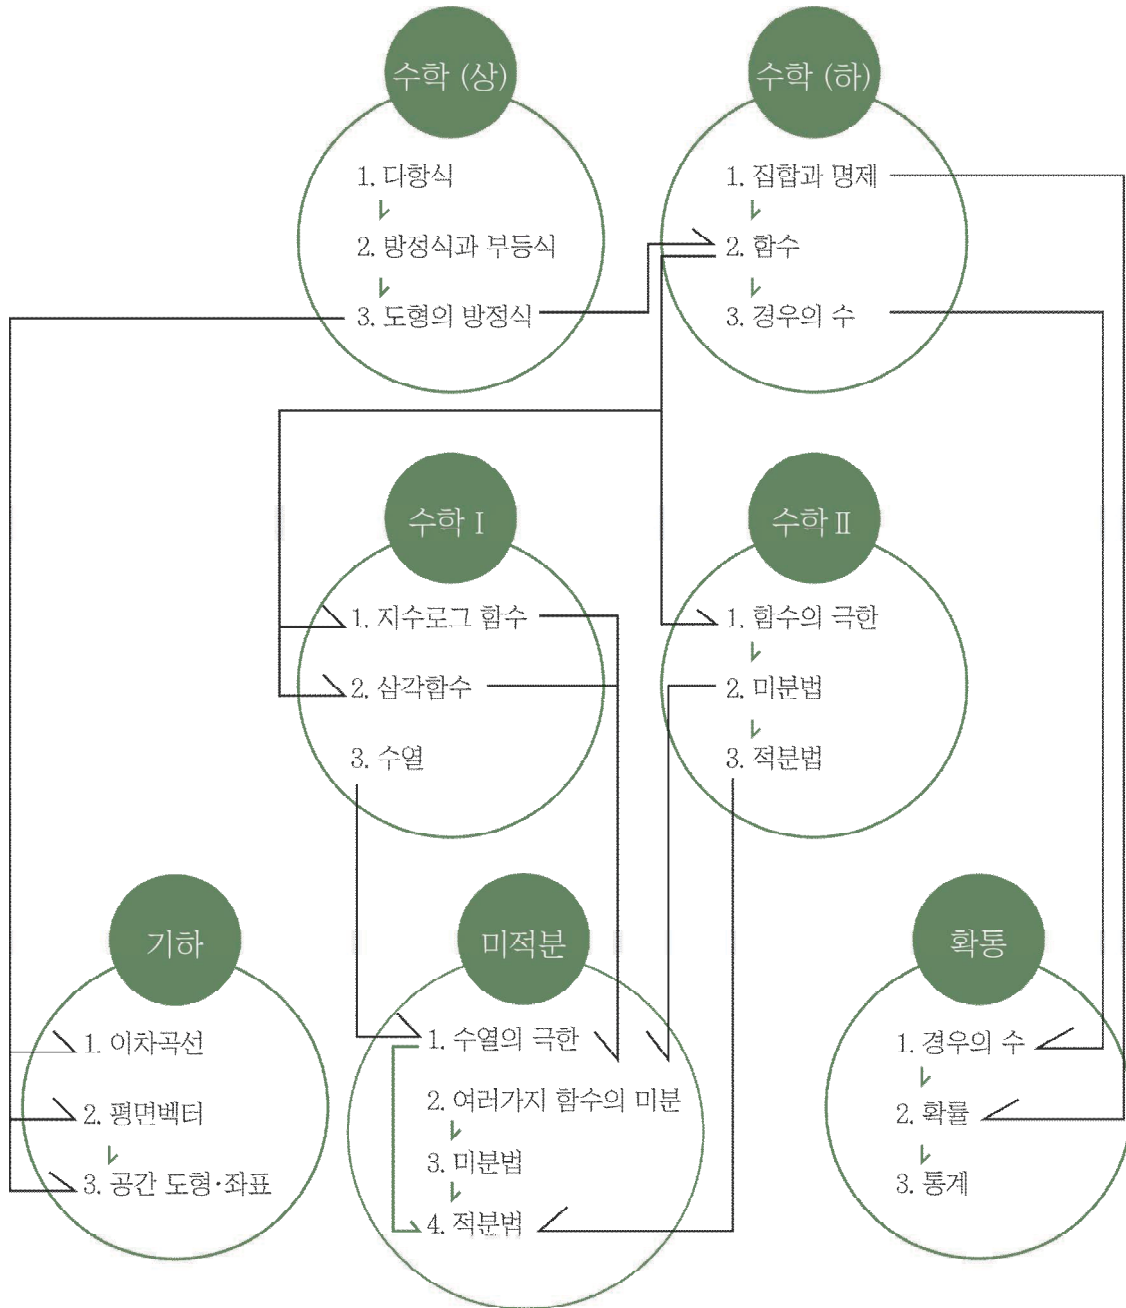 수학 (상)
1. 다항식
2. 방성식과 부등식
3. 도형의 방정식
수학 (하)
1. 집합과 명제
2. 함수
3. 경우의 수
수학 I
1. 지수로그 함수
2. 삼각함수
3. 수열
수학 II
1. 함수의 극한
2. 미분법
3. 적분법
기하
1. 이차곡선
2. 평면벡터
3. 공간 도형·좌표
미적분
1. 수열의 극한
2. 여러가지 함수의 미분
3. 미분법
4. 적분법
확통
1. 경우의 수
2. 확률
3. 통계